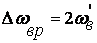 Δω_вр = 2ω'_в